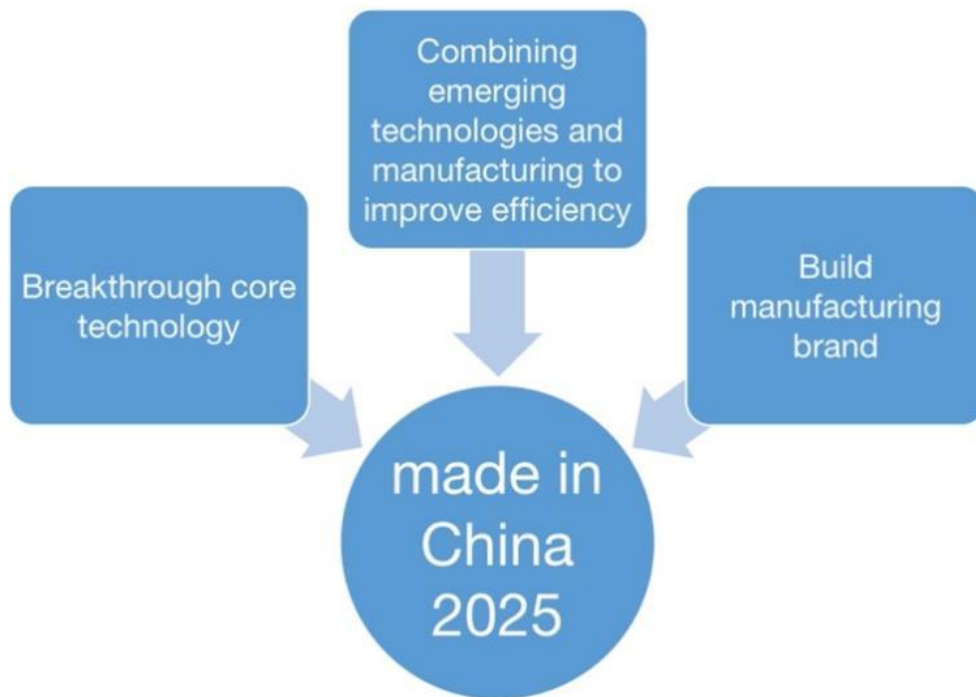 Combining
emerging
technologies and
manufacturing to
improve efficiency
Breakthrough core
technology
Build
manufacturing
brand
made in
China
2025